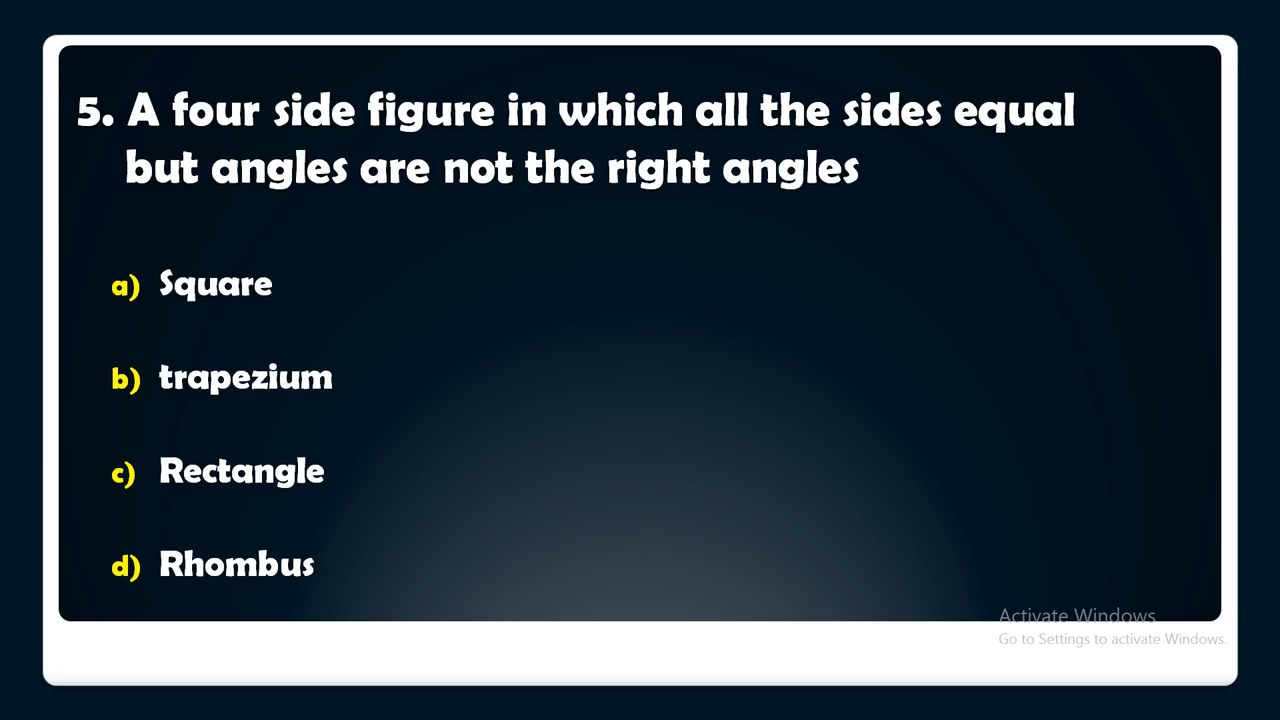 5. A four side figure in which all the sides equal
but angles are not the right angles
a) Square
b) trapezium
c) Rectangle
d) Rhombus
Activate Windows
Go to Settings to activate Windows.